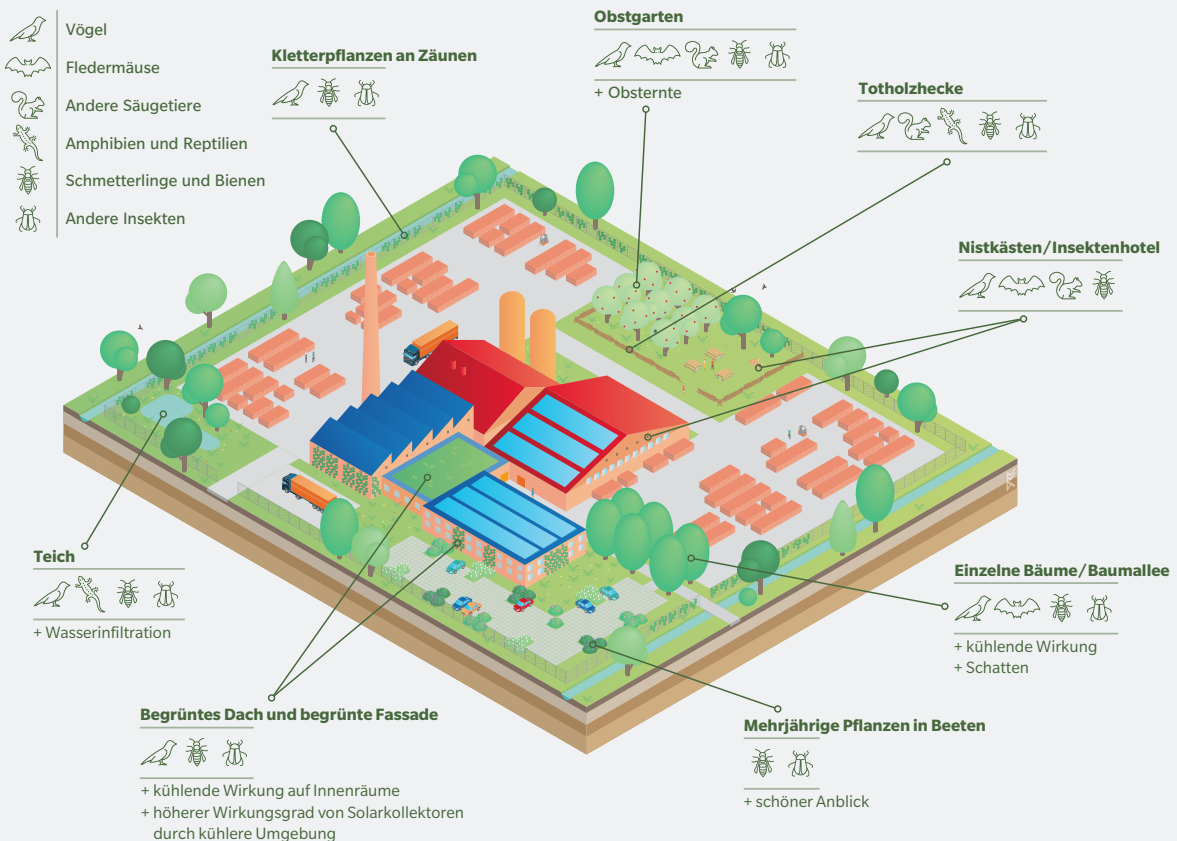 Vögel
Fledermäuse
Andere Säugetiere
Amphibien und Reptilien
Schmetterlinge und Bienen
Andere Insekten
Kletterpflanzen an Zäunen
Obstgarten
+ Obsternte
Totholzhecke
Nistkästen/Insektenhotel
Teich
+ Wasserinfiltration
Einzelne Bäume/Baumallee
+ kühlende Wirkung
+ Schatten
Begrüntes Dach und begrünte Fassade
+ kühlende Wirkung auf Innenräume
+ höherer Wirkungsgrad von Solarkollektoren
durch kühlere Umgebung
Mehrjährige Pflanzen in Beeten
+ schöner Anblick